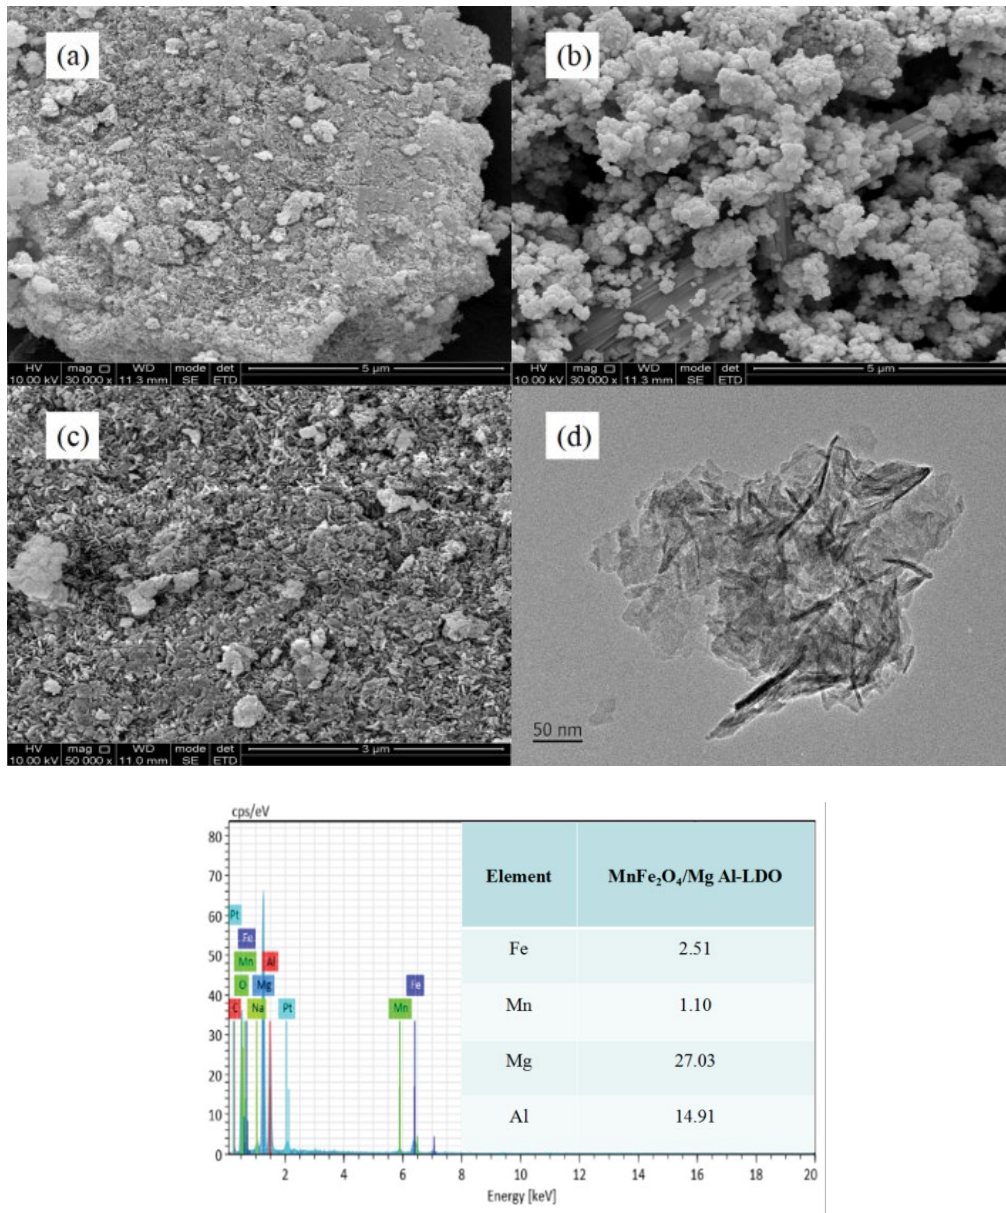 (a)
(b)
HV mag WD mode det 5 µm
10.00 kV 30 000 x 11.3 mm SE ETD
HV mag WD mode det 5 µm
10.00 kV 30 000 x 11.3 mm SE ETD
(c)
(d)
50 nm
HV mag WD mode det 3 µm
10.00 kV 50 000 x 11.0 mm SE ETD
cps/eV
80
70
60
50
40
30
20
10
0
Pt
Fe
Mn Al
O Mg
C Na Pt
Mn Fe
2 4 6 8 10 12 14 16 18 20
Energy [keV]
Element MnFe₂O₄/Mg Al-LDO
Fe 2.51
Mn 1.10
Mg 27.03
Al 14.91